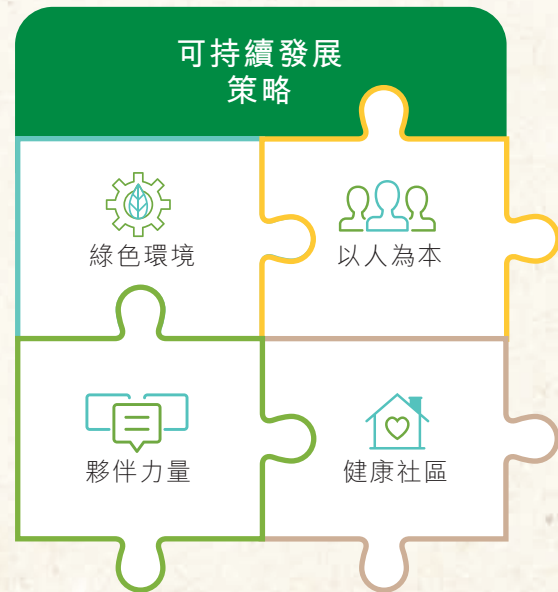 可持續發展
策略
綠色環境
以人為本
夥伴力量
健康社區